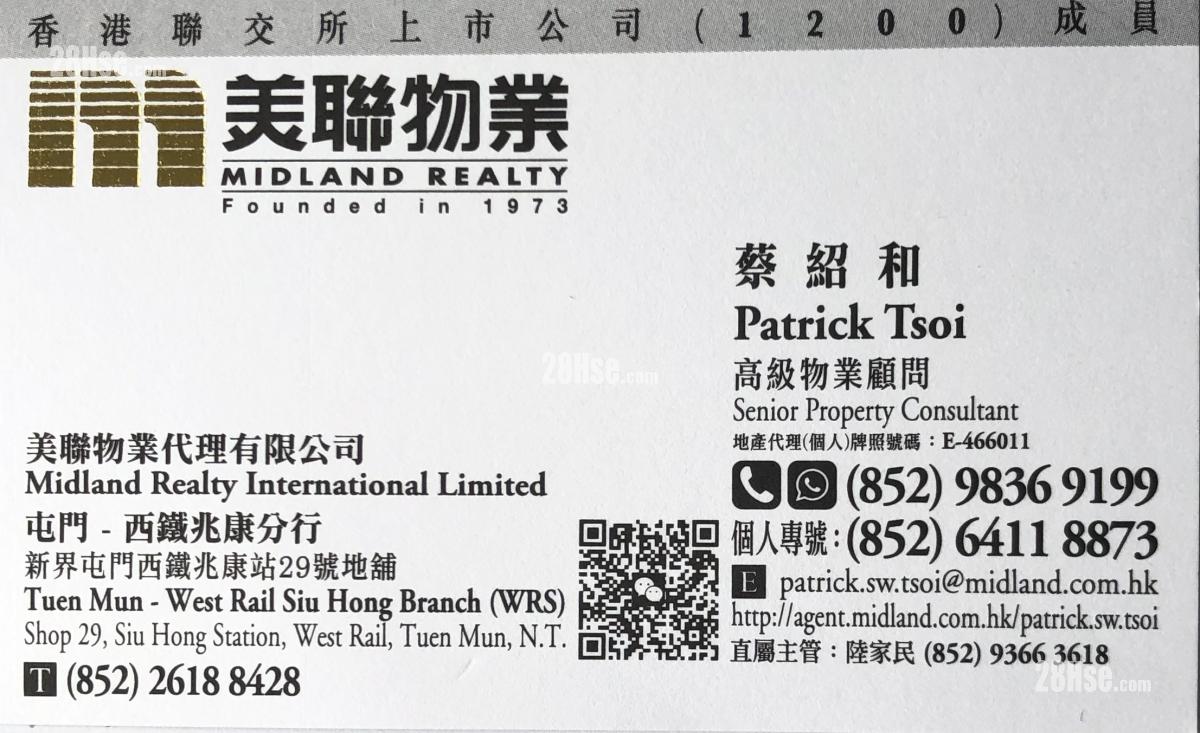 香港聯交所上市公司(1200)成員
28Hse.com
美聯物業
MIDLAND REALTY
Founded in 1973
蔡紹和
Patrick Tsoi
高級物業顧問
Senior Property Consultant
地產代理(個人)牌照號碼：E-466011
(852) 9836 9199
個人專號：(852) 6411 8873
E patrick.sw.tsoi@midland.com.hk
http://agent.midland.com.hk/patrick.sw.tsoi
直屬主管：陸家民 (852) 9366 3618
28Hse.com
美聯物業代理有限公司
Midland Realty International Limited
屯門 - 西鐵兆康分行
新界屯門西鐵兆康站29號地舖
Tuen Mun - West Rail Siu Hong Branch (WRS)
Shop 29, Siu Hong Station, West Rail, Tuen Mun, N.T.
T (852) 2618 8428
28Hse.com